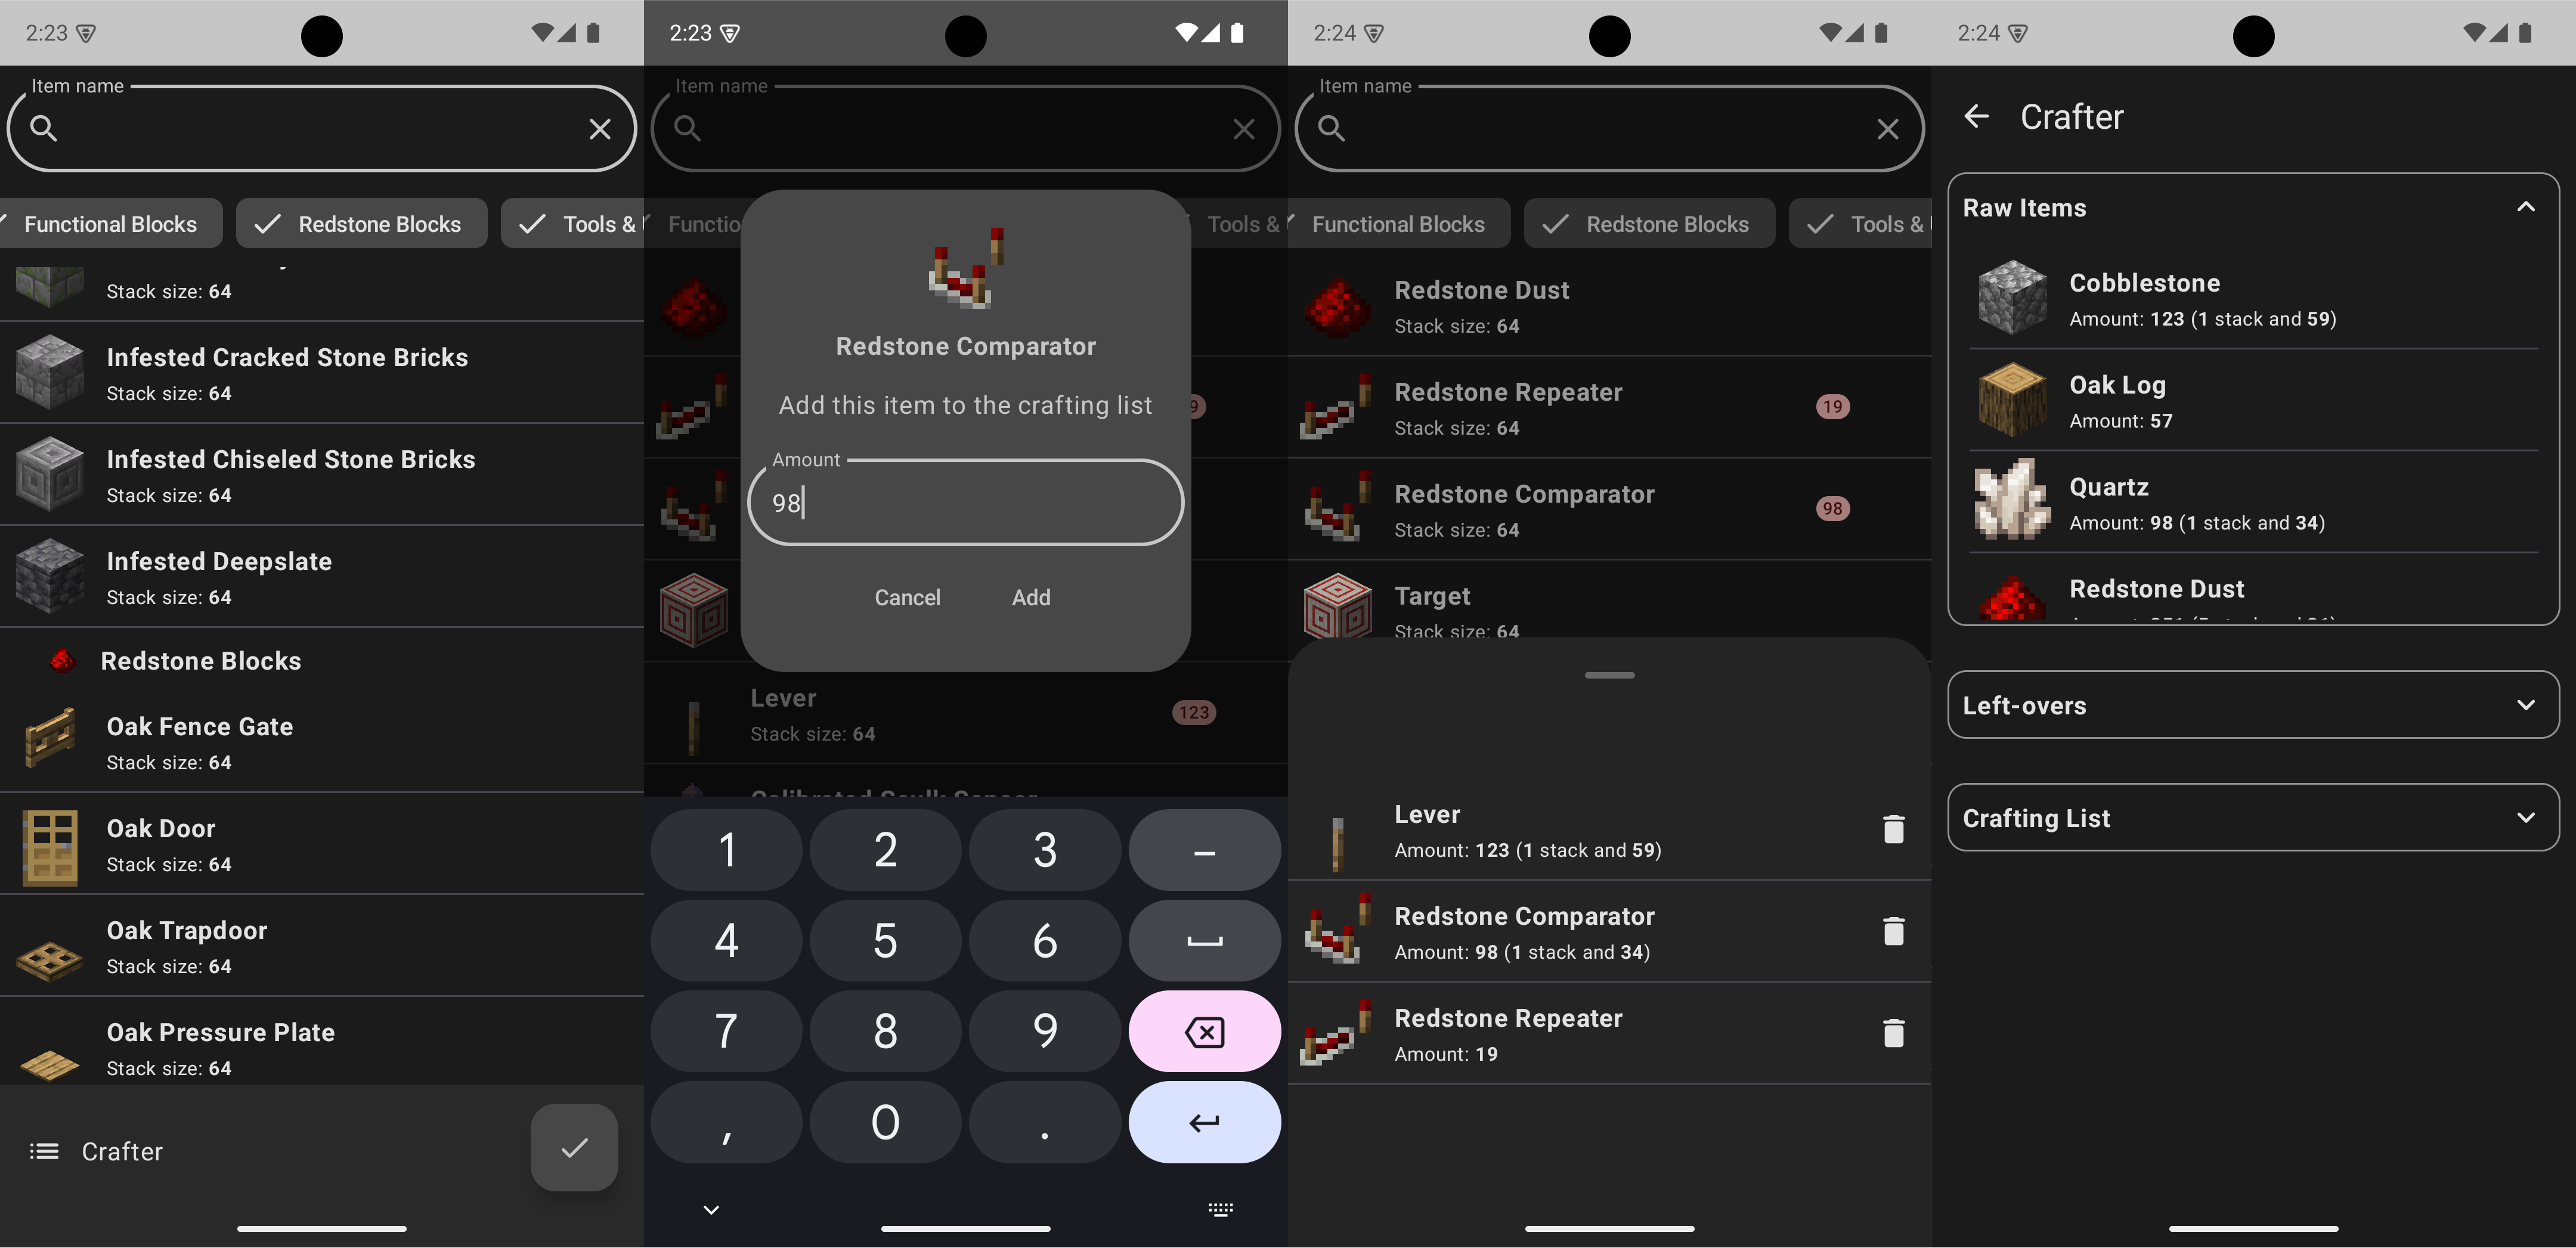 2:23
Item name
Functional Blocks
Redstone Blocks
Tools &
Stack size: 64
Infested Cracked Stone Bricks
Stack size: 64
Infested Chiseled Stone Bricks
Stack size: 64
Infested Deepslate
Stack size: 64
Redstone Blocks
Oak Fence Gate
Stack size: 64
Oak Door
Stack size: 64
Oak Trapdoor
Stack size: 64
Oak Pressure Plate
Stack size: 64
Crafter
2:23
Item name
Functio
Tools &
Redstone Comparator
Add this item to the crafting list
9
Amount
98
Cancel
Add
Lever
123
Stack size: 64
1 2 3 –
4 5 6
7 8 9
, 0 .
2:24
Item name
Functional Blocks
Redstone Blocks
Tools &
Redstone Dust
Stack size: 64
Redstone Repeater
19
Stack size: 64
Redstone Comparator
98
Stack size: 64
Target
Stack size: 64
Lever
Amount: 123 (1 stack and 59)
Redstone Comparator
Amount: 98 (1 stack and 34)
Redstone Repeater
Amount: 19
2:24
Crafter
Raw Items
Cobblestone
Amount: 123 (1 stack and 59)
Oak Log
Amount: 57
Quartz
Amount: 98 (1 stack and 34)
Redstone Dust
Left-overs
Crafting List